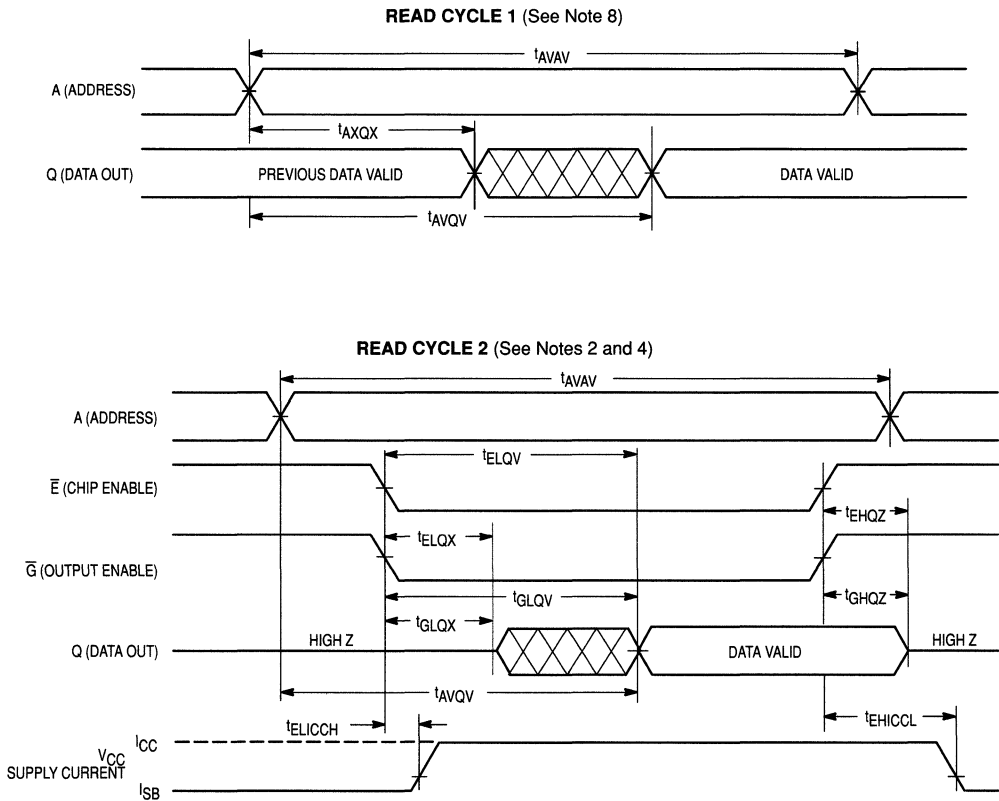 READ CYCLE 1 (See Note 8)
tAVAV
A (ADDRESS)
tAXQX
Q (DATA OUT)
PREVIOUS DATA VALID
DATA VALID
tAVQV
READ CYCLE 2 (See Notes 2 and 4)
tAVAV
A (ADDRESS)
tELQV
E̅ (CHIP ENABLE)
tEHQZ
tELQX
G̅ (OUTPUT ENABLE)
tGLQV
tGHQZ
tGLQX
Q (DATA OUT)
HIGH Z
DATA VALID
HIGH Z
tAVQV
tELICCH
tEHICCL
ICC
VCC
SUPPLY CURRENT
ISB